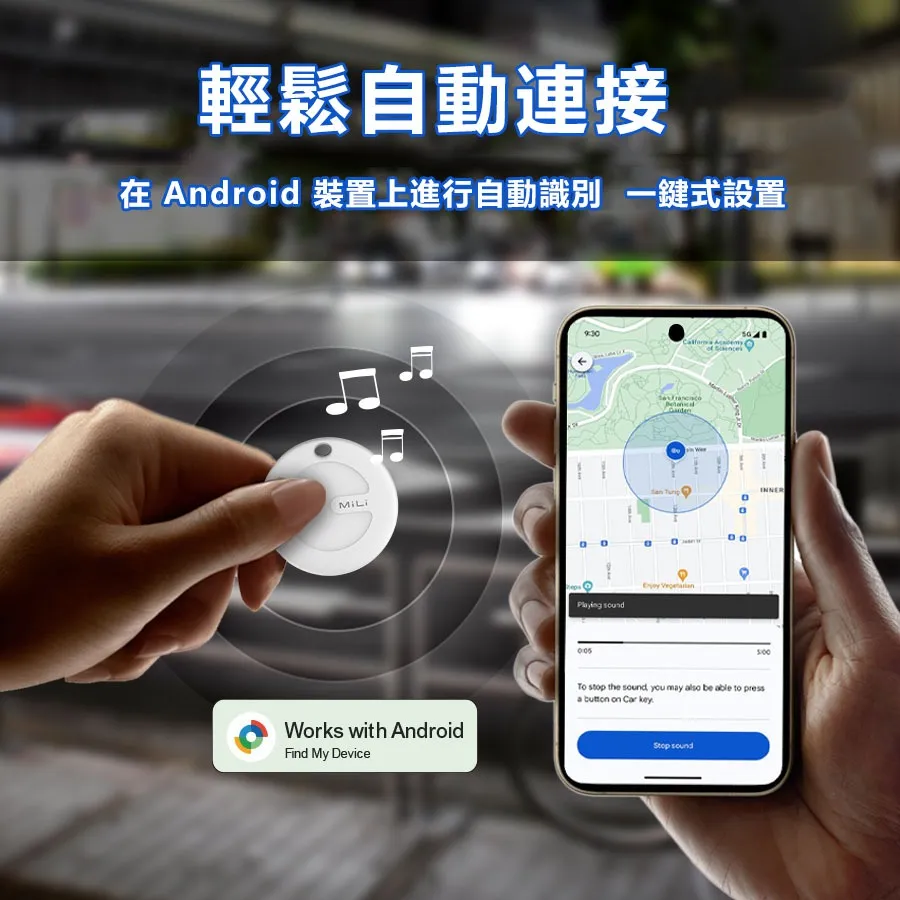 輕鬆自動連接
在 Android 裝置上進行自動識別 一鍵式設置
9:30
5G
California Academy
of Sciences
San Francisco
Botanical
Garden
San Tung
INNER
Judah St
Enjoy Vegetarian
MiLi
Playing sound
0:05
5:00
To stop the sound, you may also be able to press
a button on Car key.
Stop sound
Works with Android
Find My Device